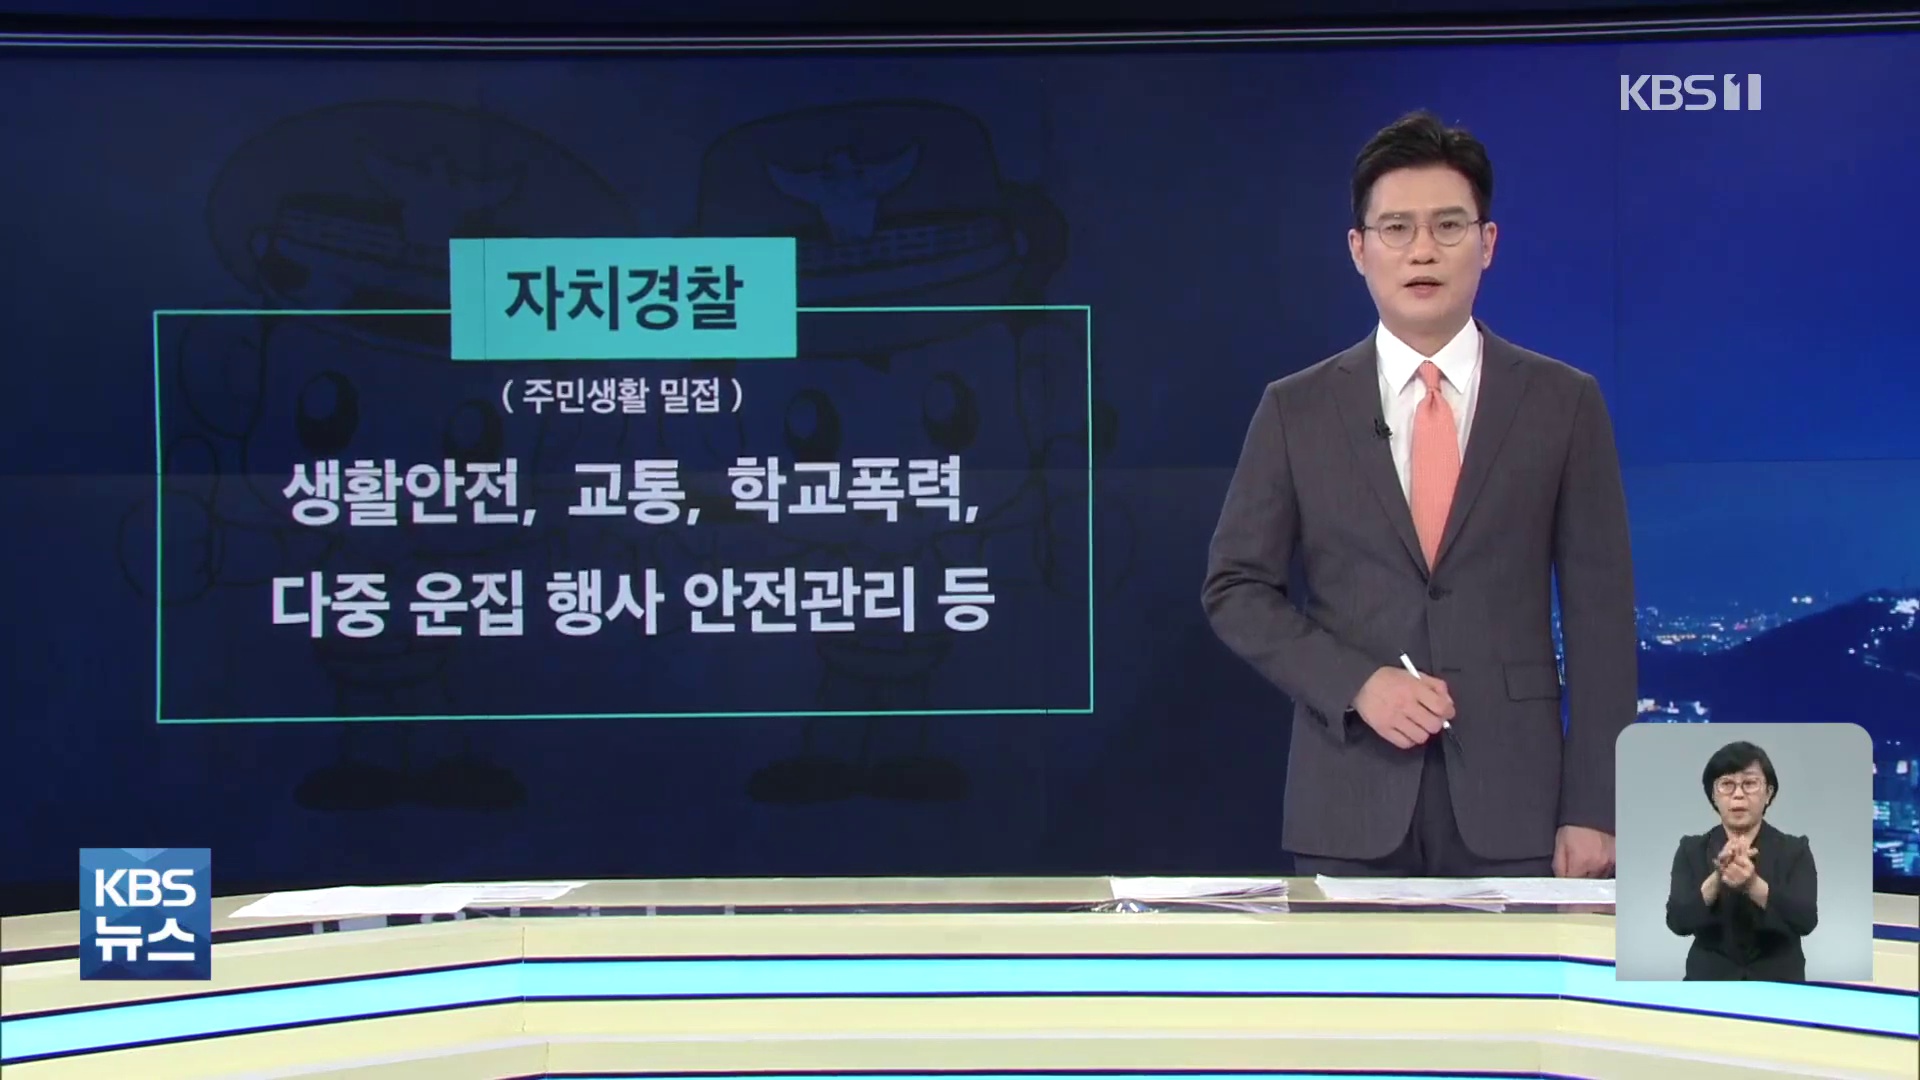 KBS 1
자치경찰
( 주민생활 밀접 )
생활안전, 교통, 학교폭력,
다중 운집 행사 안전관리 등
KBS
뉴스